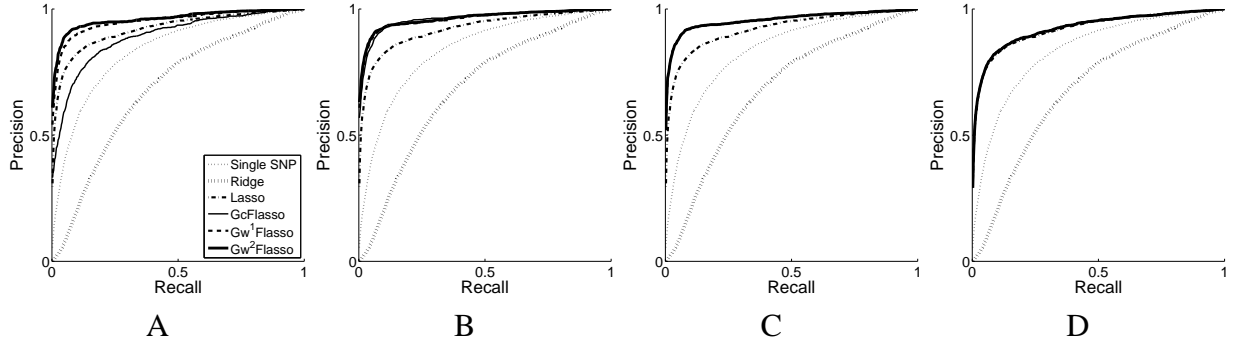 1
0.5
0
0 0.5 1
Precision
Recall
Single SNP
Ridge
Lasso
GcFlasso
Gw¹Flasso
Gw²Flasso
A
1
0.5
0
0 0.5 1
Precision
Recall
B
1
0.5
0
0 0.5 1
Precision
Recall
C
1
0.5
0
0 0.5 1
Precision
Recall
D